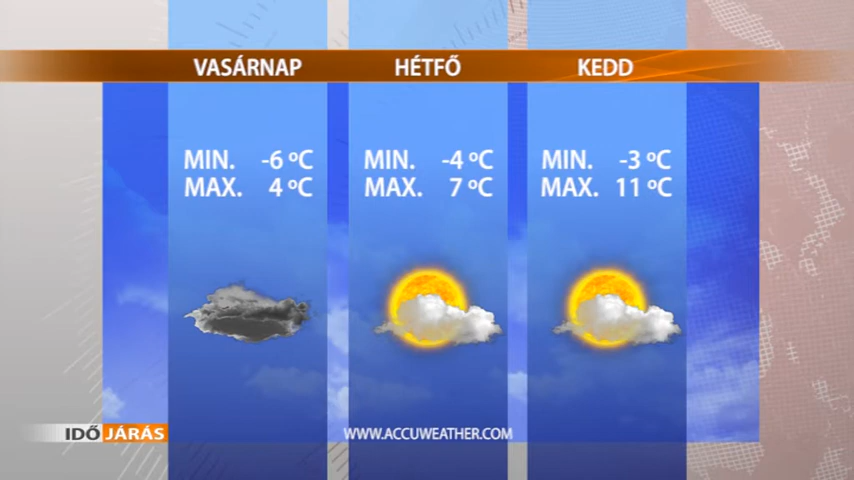 VASÁRNAP HÉTFŐ KEDD
MIN. -6 ºC MIN. -4 ºC MIN. -3 ºC
MAX. 4 ºC MAX. 7 ºC MAX. 11 ºC
IDŐJÁRÁS WWW.ACCUWEATHER.COM